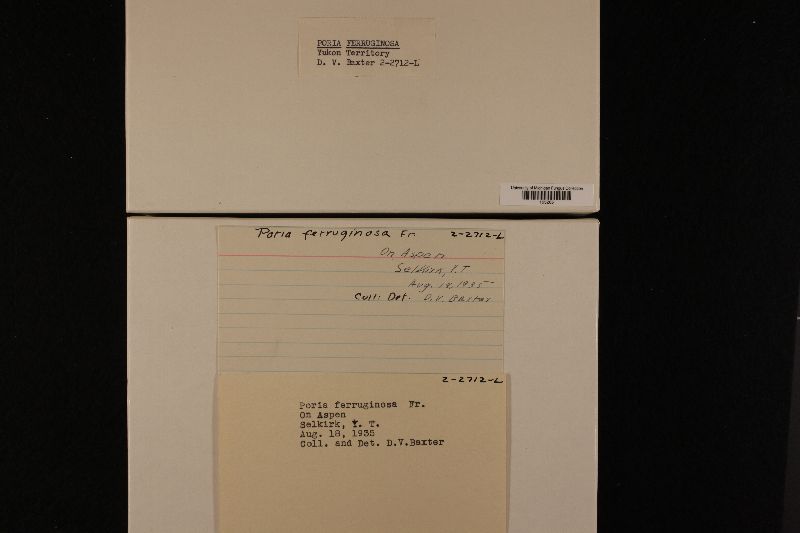 PORIA FERRUGINOSA
Yukon Territory
D. V. Baxter 2-2712-L
University of Michigan Fungus Collection
Poria ferruginosa Fr. 2-2712-L
On Aspen
Selkirk, Y.T.
Aug. 18, 1935
Coll: Det. D.V. Baxter
2-2712-L
Poria ferruginosa Fr.
On Aspen
Selkirk, Y. T.
Aug. 18, 1935
Coll. and Det. D.V.Baxter